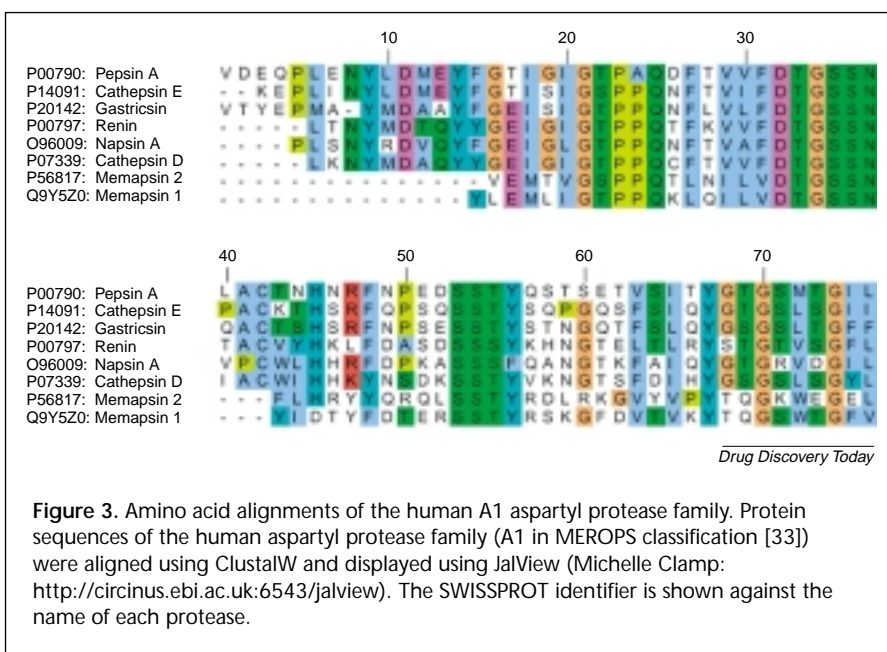 10 20 30
P00790: Pepsin A V D E Q P L E N Y L D M E Y F G T I G I G T P A Q D F T V V F D T G S S N
P14091: Cathepsin E - - K E P L I N Y L D M E Y F G T I S I G S P P Q N F T V I F D T G S S N
P20142: Gastricsin V T Y E P M A - Y M D A A Y F G E I S I G T P P Q N F L V L F D T G S S N
P00797: Renin - - - - - L T N Y M D T Q Y Y G E I G I G T P P Q T F K V V F D T G S S N
O96009: Napsin A - - - - P L S N Y R D V Q Y F G E I G L G T P P Q N F T V A F D T G S S N
P07339: Cathepsin D - - - - - L K N Y M D A Q Y Y G E I G I G T P P Q C F T V V F D T G S S N
P56817: Memapsin 2 - - - - - - - - - - - - - - - V E M T V G S P P Q T L N I L V D T G S S N
Q9Y5Z0: Memapsin 1 - - - - - - - - - - - - - - Y L E M L I G T P P Q K L Q I L V D T G S S N
40 50 60 70
P00790: Pepsin A L A C T N H N R F N P E D S S T Y Q S T S E T V S I T Y G T G S M T G I L
P14091: Cathepsin E P A C K T H S R F Q P S Q S S T Y S Q P G Q S F S I Q Y G T G S L S G I I
P20142: Gastricsin Q A C T S H S R F N P S E S S T Y S T N G Q T F S L Q Y G S G S L T G F F
P00797: Renin T A C V Y H K L F D A S D S S S Y K H N G T E L T L R Y S T G T V S G F L
O96009: Napsin A V P C W L H H R F D P K A S S S F Q A N G T K F A I Q Y G T G R V D G I L
P07339: Cathepsin D I A C W I H H K Y N S D K S S T Y V K N G T S F D I H Y G S G S L S G Y L
P56817: Memapsin 2 - - - F L H R Y Y Q R Q L S S T Y R D L R K G V Y V P Y T Q G K W E G E L
Q9Y5Z0: Memapsin 1 - - - Y I D T Y F D T E R S S T Y R S K G F D V T V K Y T Q G S W T G F V
Drug Discovery Today
Figure 3. Amino acid alignments of the human A1 aspartyl protease family. Protein
sequences of the human aspartyl protease family (A1 in MEROPS classification [33])
were aligned using ClustalW and displayed using JalView (Michelle Clamp:
http://circinus.ebi.ac.uk:6543/jalview). The SWISSPROT identifier is shown against the
name of each protease.